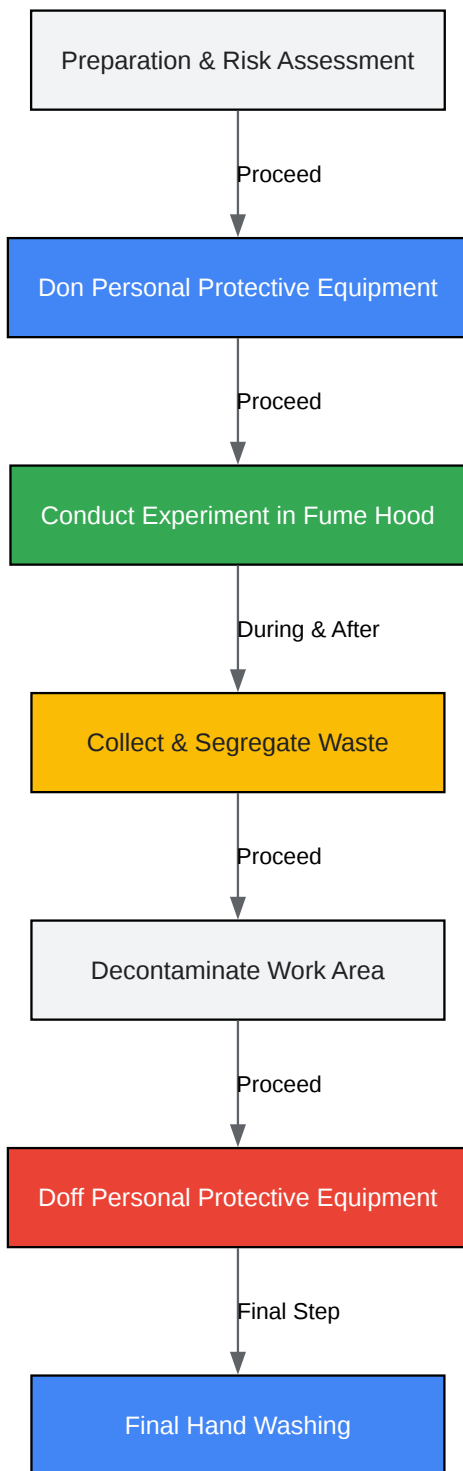 Preparation & Risk Assessment
Proceed
Don Personal Protective Equipment
Proceed
Conduct Experiment in Fume Hood
During & After
Collect & Segregate Waste
Proceed
Decontaminate Work Area
Proceed
Doff Personal Protective Equipment
Final Step
Final Hand Washing